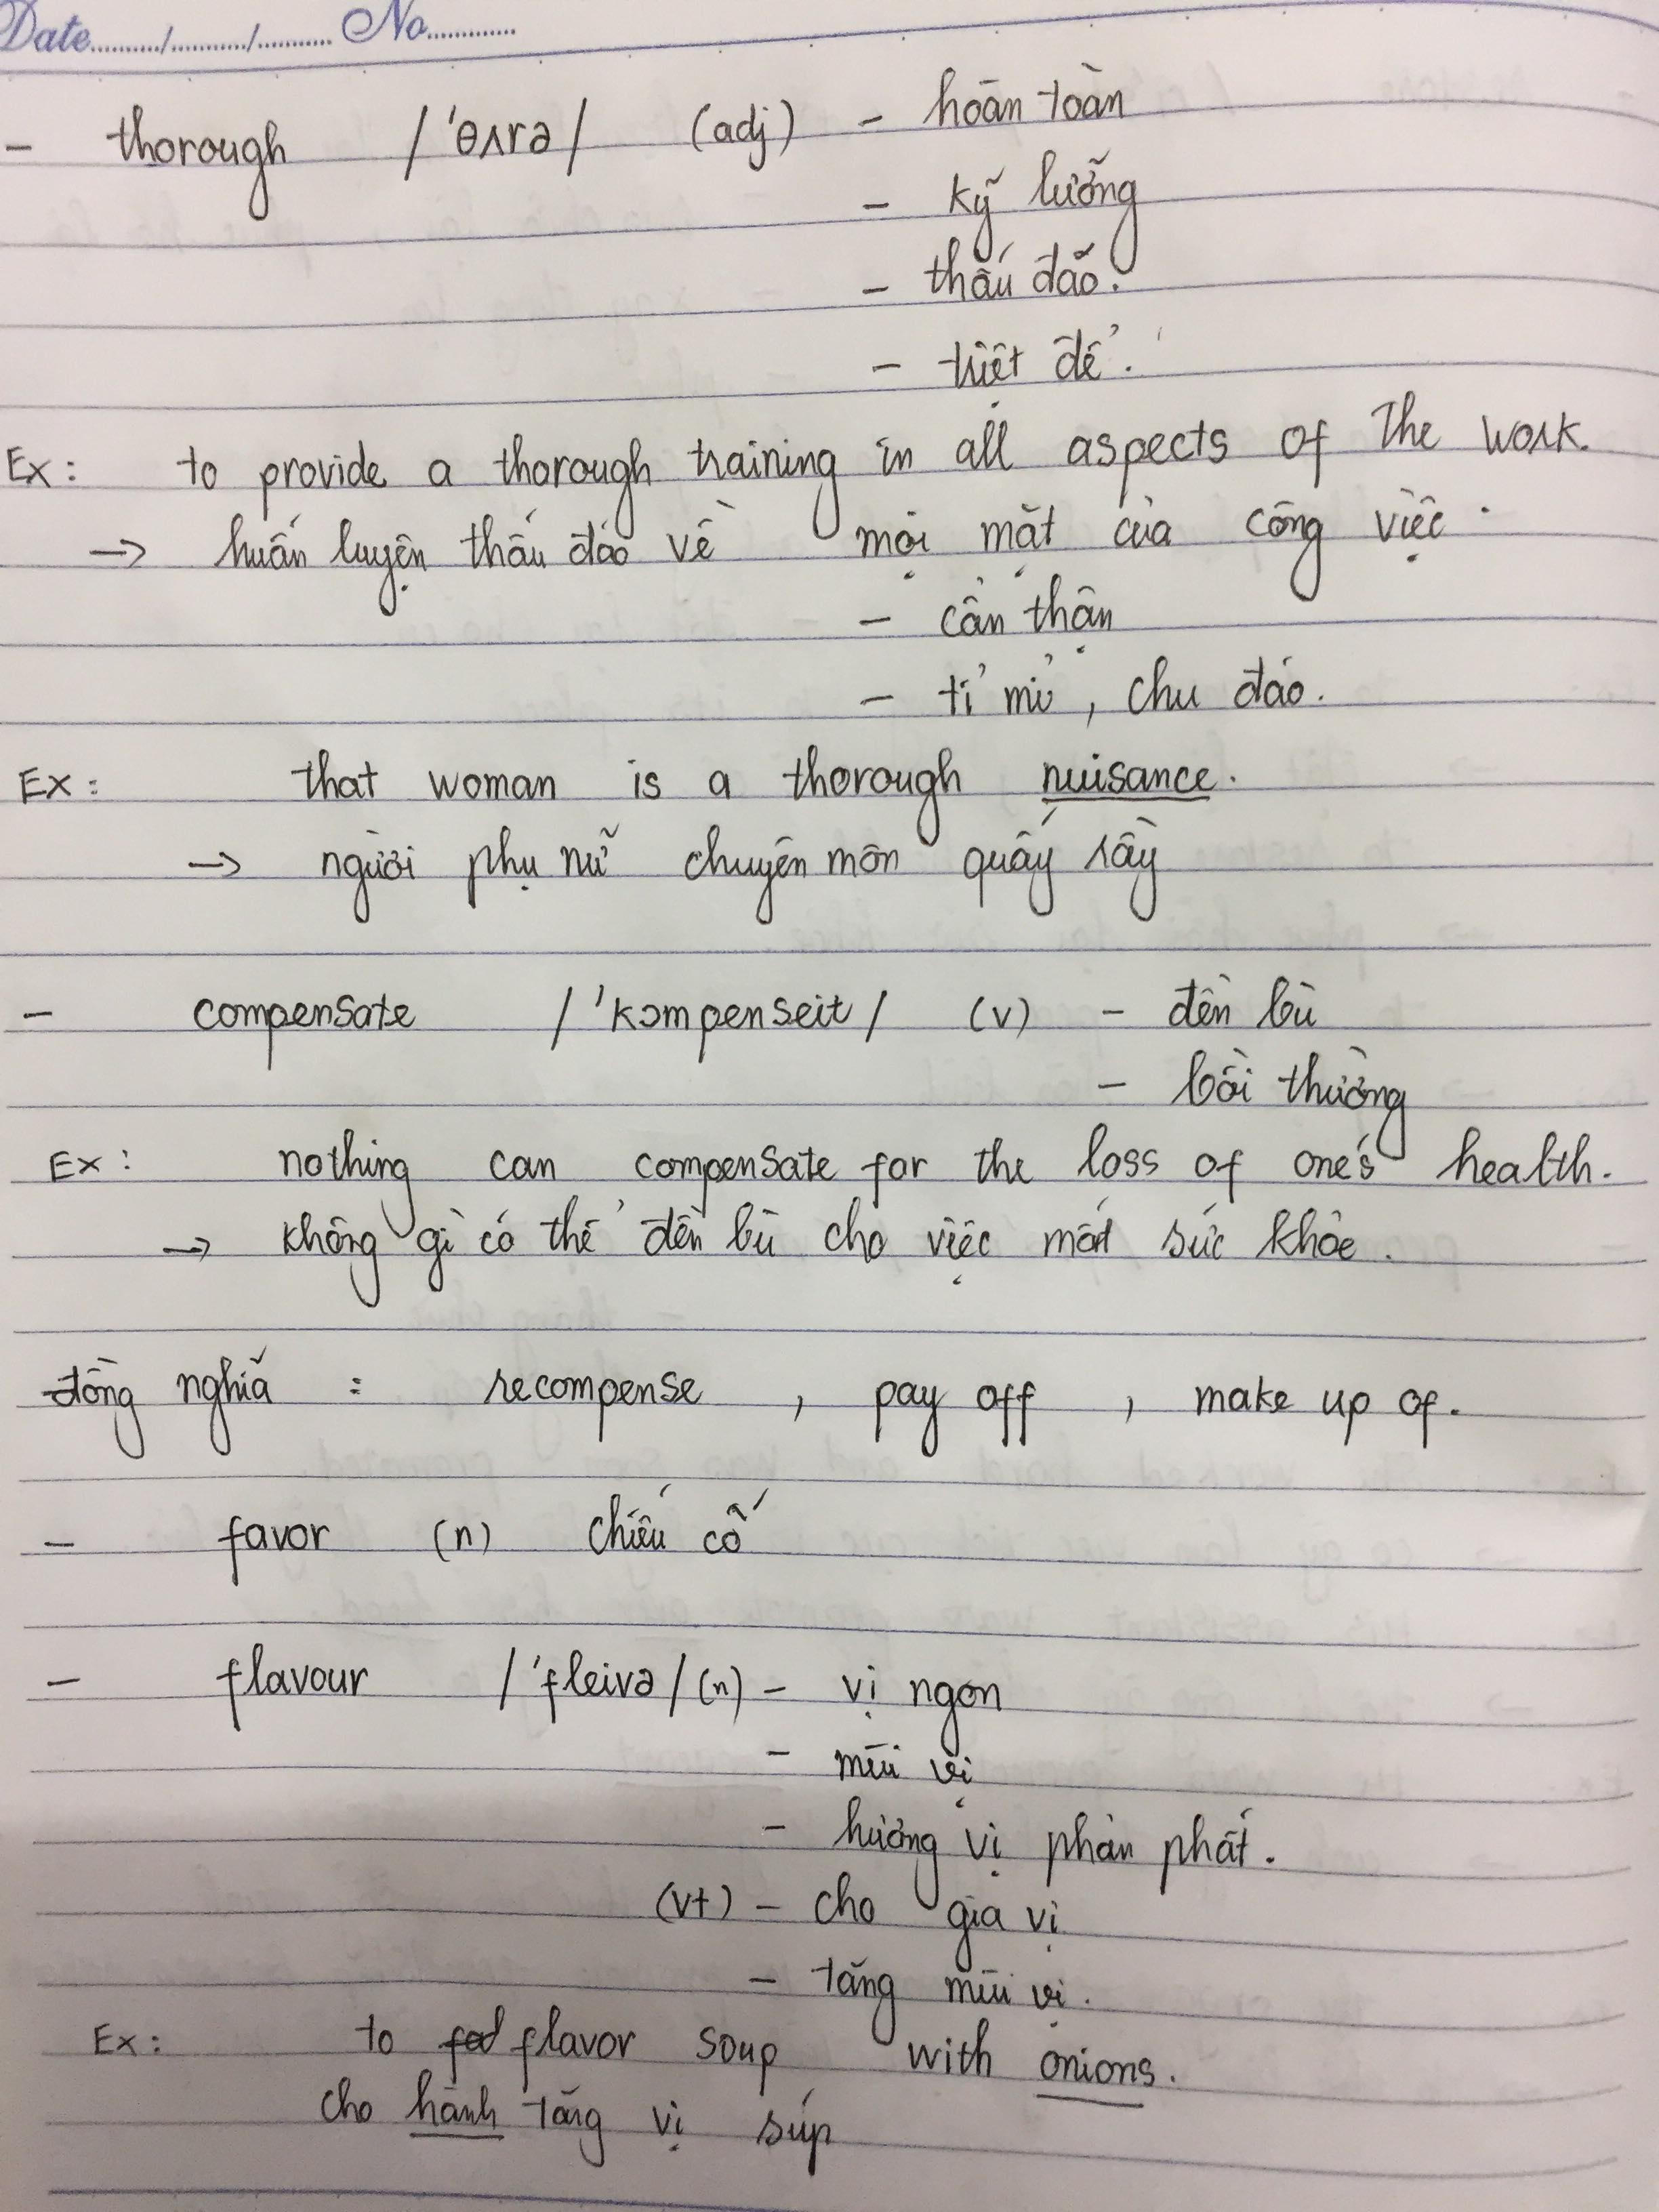 Date........../........../.......... No.............
- thorough /'θʌrə/ (adj) - hoàn toàn
- kỹ lưỡng
- thấu đáo.
- triệt để.
Ex: to provide a thorough training in all aspects of the work.
→ huấn luyện thấu đáo về mọi mặt của công việc.
- cẩn thận
- tỉ mỉ, chu đáo.
Ex: that woman is a thorough nuisance.
→ người phụ nữ chuyên môn quấy rầy
- compensate /'kɔmpenseit/ (v) - đền bù
- bồi thường
Ex: nothing can compensate for the loss of one's health.
→ không gì có thể đền bù cho việc mất sức khỏe.
đồng nghĩa: recompense, pay off, make up of.
- favor (n) chiếu cố
- flavour /'fleivə/ (n) - vị ngon
- mùi vị
- hương vị phản phất.
(vt) - cho gia vị
- tăng mùi vị.
Ex: to flavor soup with onions.
cho hành tăng vị súp